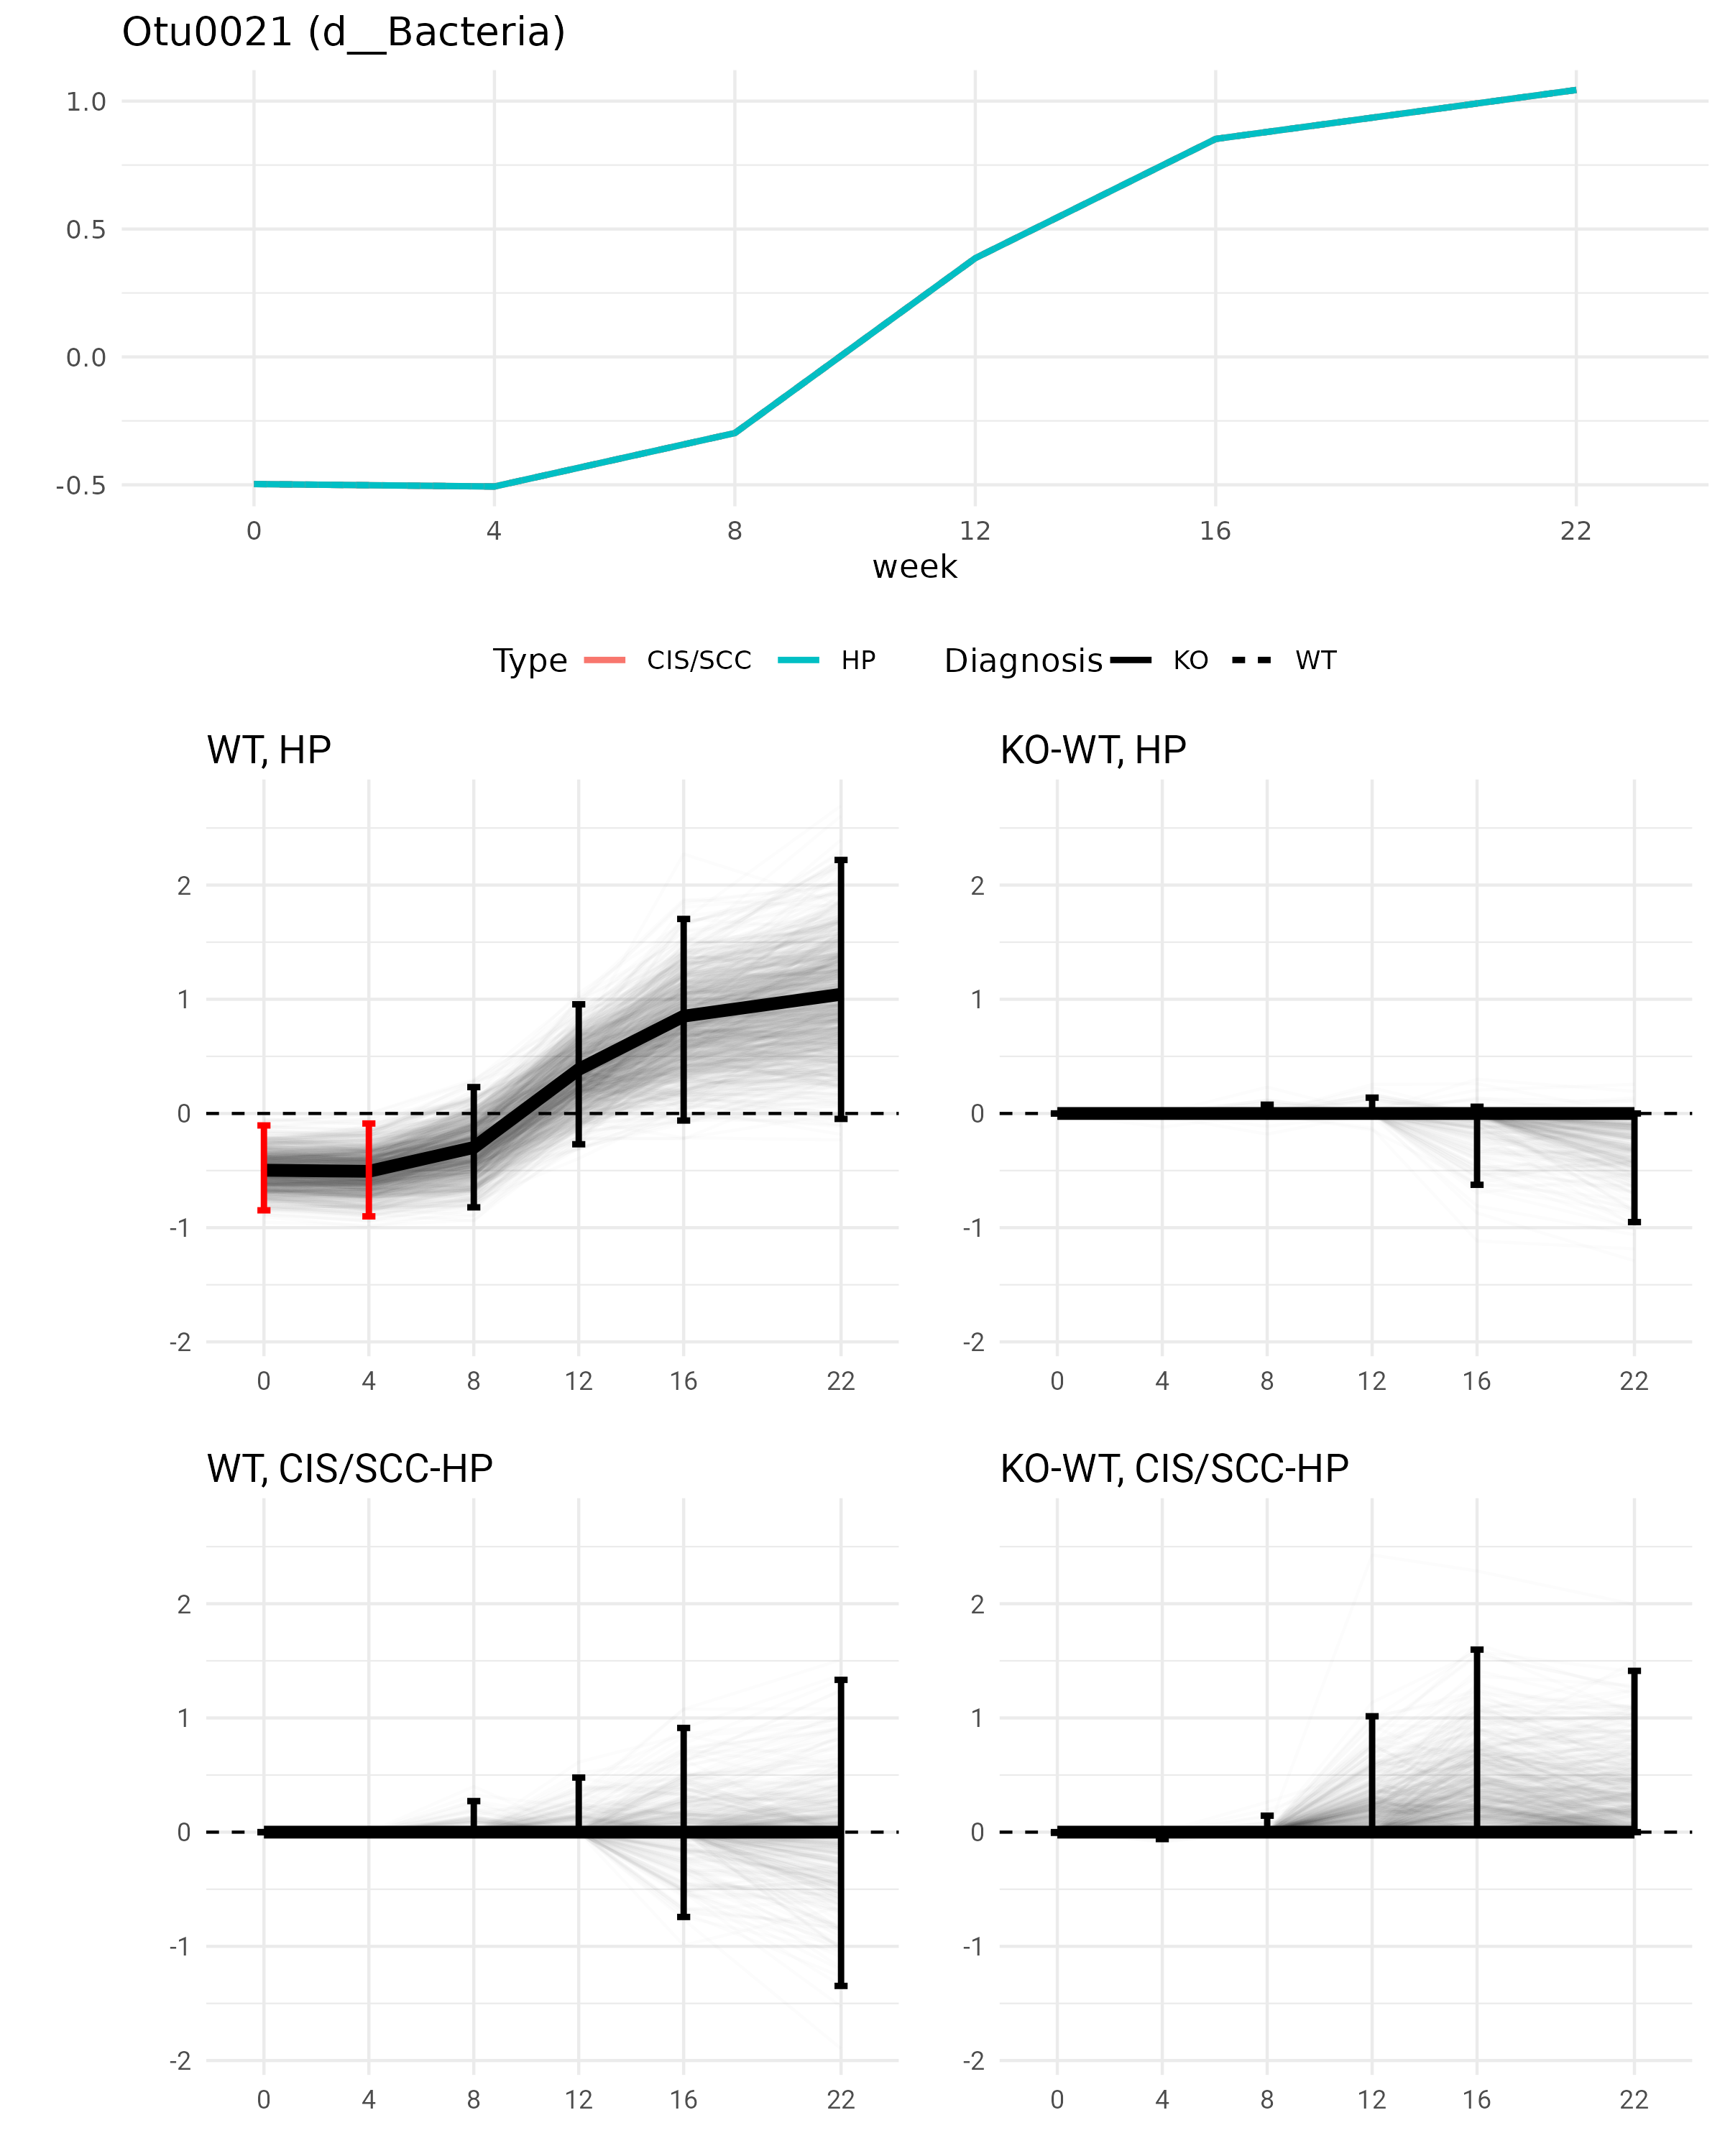 Otu0021 (d__Bacteria)
1.0
0.5
0.0
-0.5
0 4 8 12 16 22
week
Type CIS/SCC HP Diagnosis KO WT
WT, HP KO-WT, HP
2 2
1 1
0 0
-1 -1
-2 -2
0 4 8 12 16 22 0 4 8 12 16 22
WT, CIS/SCC-HP KO-WT, CIS/SCC-HP
2 2
1 1
0 0
-1 -1
-2 -2
0 4 8 12 16 22 0 4 8 12 16 22